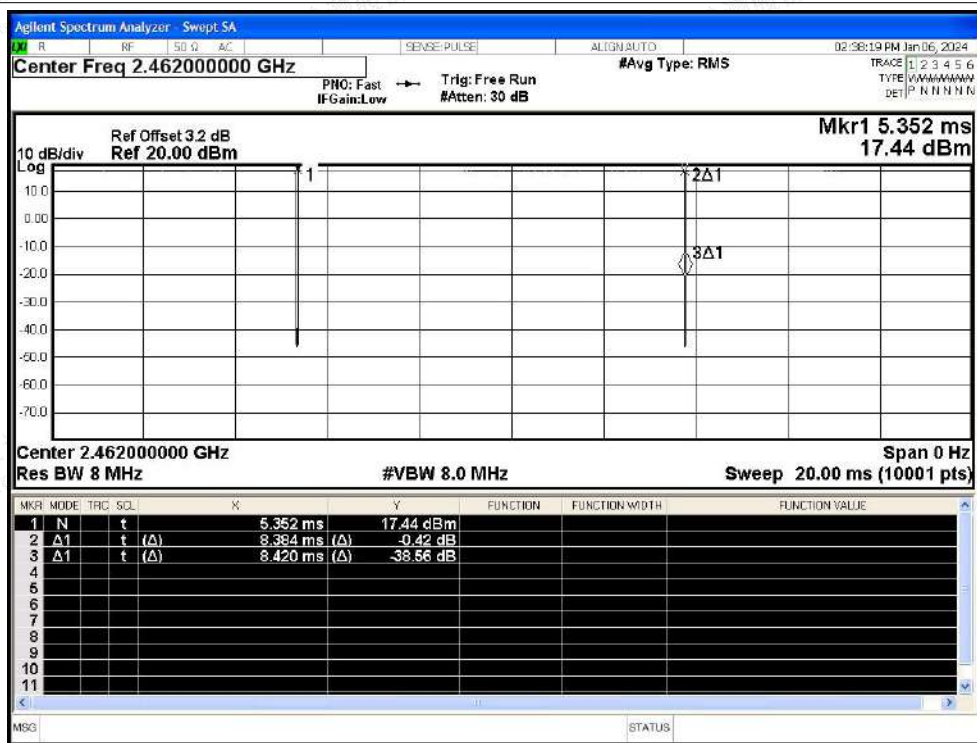 Agilent Spectrum Analyzer - Swept SA
LXI R RF 50 Ω AC SENSE:PULSE ALIGNAUTO 02:38:19 PM Jan 06, 2024
Center Freq 2.462000000 GHz #Avg Type: RMS TRACE 1 2 3 4 5 6
PNO: Fast Trig: Free Run TYPE
IFGain:Low #Atten: 30 dB DET P N N N N N
Mkr1 5.352 ms
Ref Offset 3.2 dB
10 dB/div Ref 20.00 dBm 17.44 dBm
Log
1 2Δ1
10.0
0.00
-10.0
3Δ1
-20.0
-30.0
-40.0
-50.0
-60.0
-70.0
Center 2.462000000 GHz Span 0 Hz
Res BW 8 MHz #VBW 8.0 MHz Sweep 20.00 ms (10001 pts)
MKR MODE TRC SCL X Y FUNCTION FUNCTION WIDTH FUNCTION VALUE
1 N t 5.352 ms 17.44 dBm
2 Δ1 t (Δ) 8.384 ms (Δ) -0.42 dB
3 Δ1 t (Δ) 8.420 ms (Δ) -38.56 dB
4
5
6
7
8
9
10
11
MSG STATUS